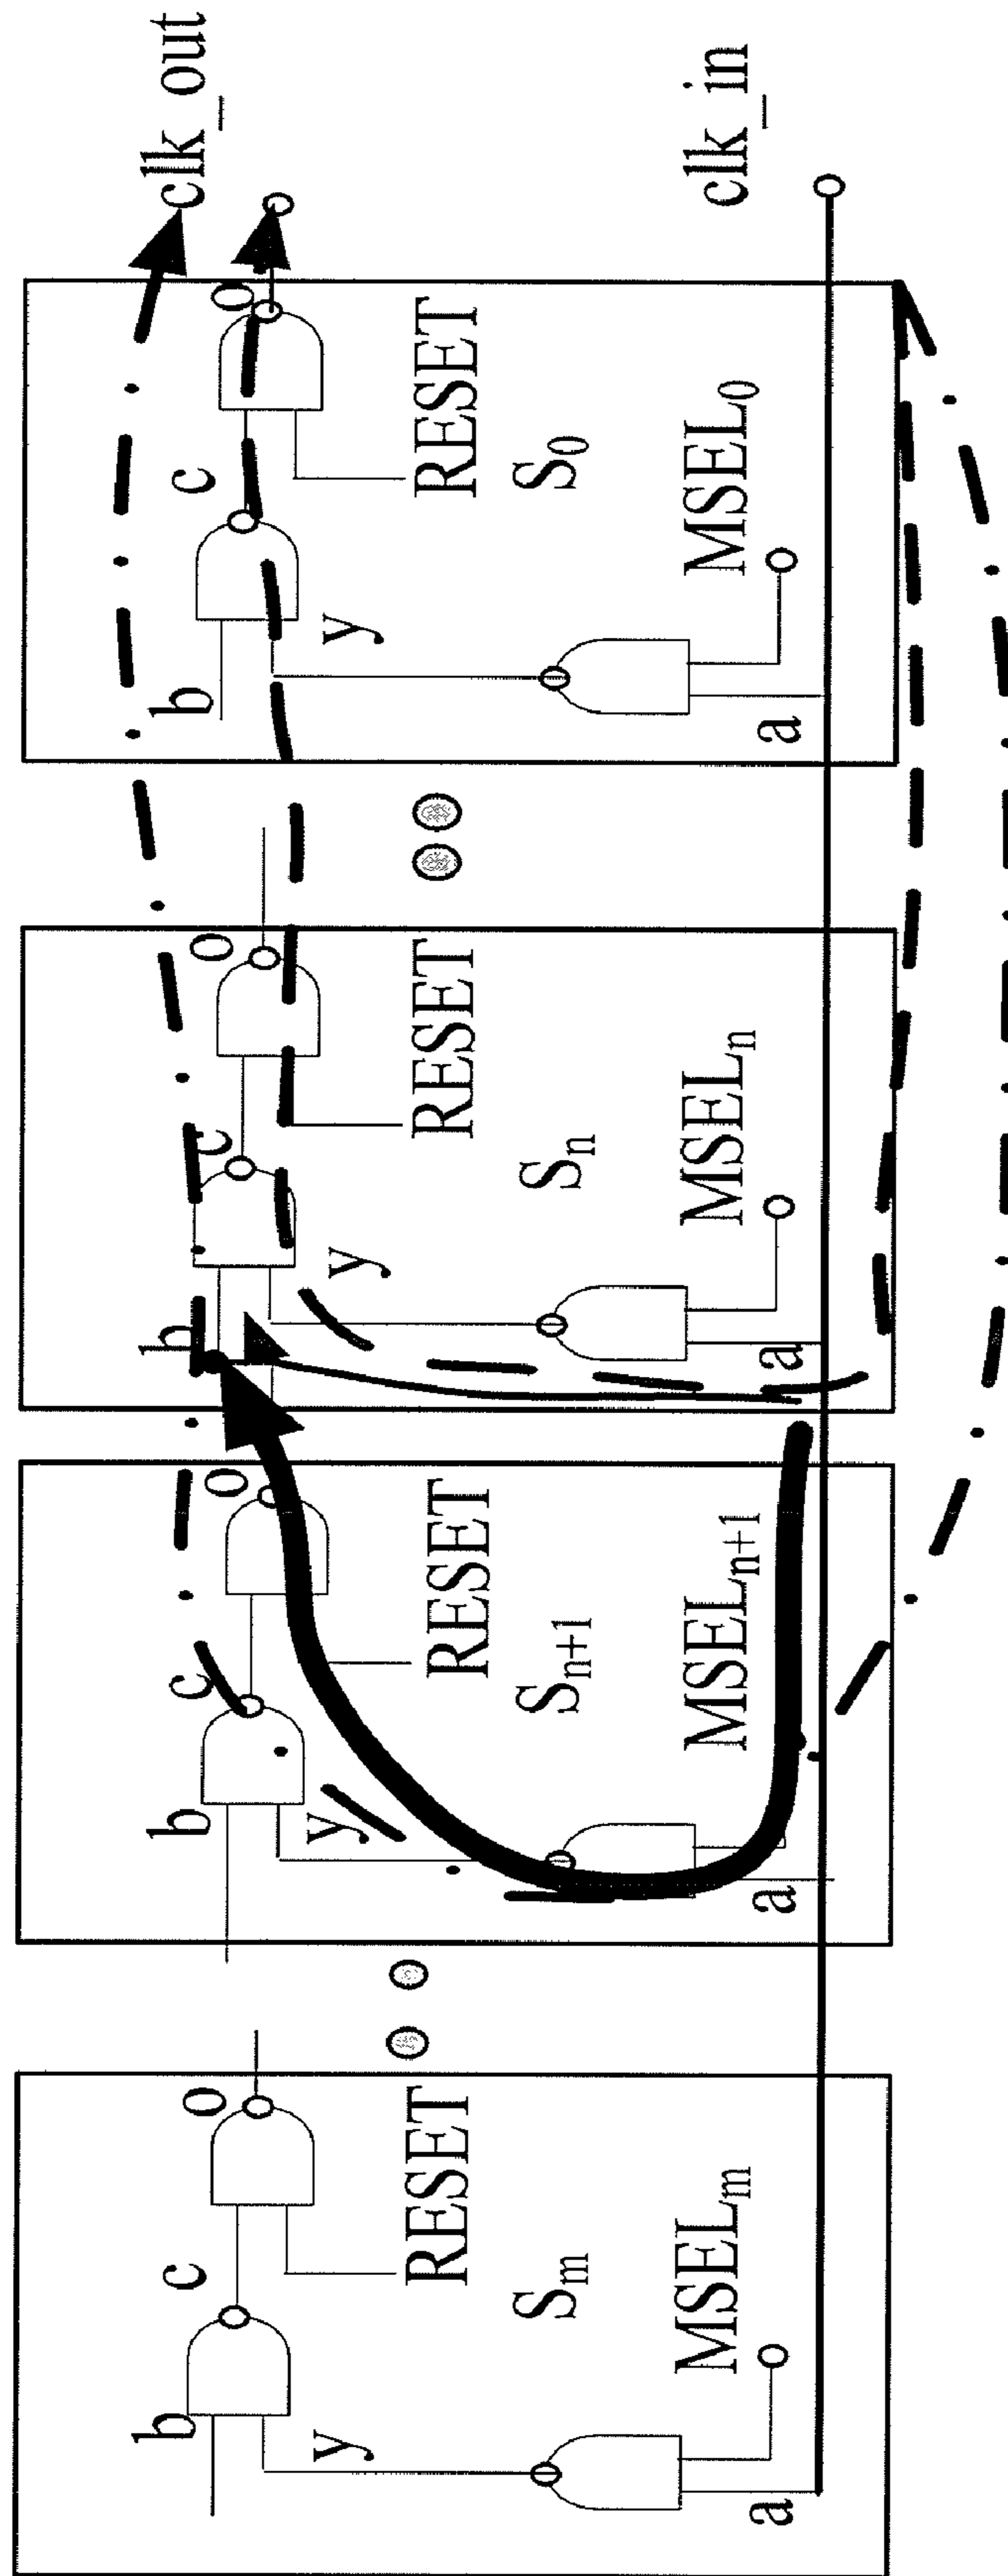 clk_out
clk_in
b
c
o
y
RESET
S0
MSEL0
a
b
c
o
y
RESET
Sn
MSELn
a
b
c
o
y
RESET
Sn+1
MSELn+1
a
b
c
o
y
RESET
Sm
MSELm
a